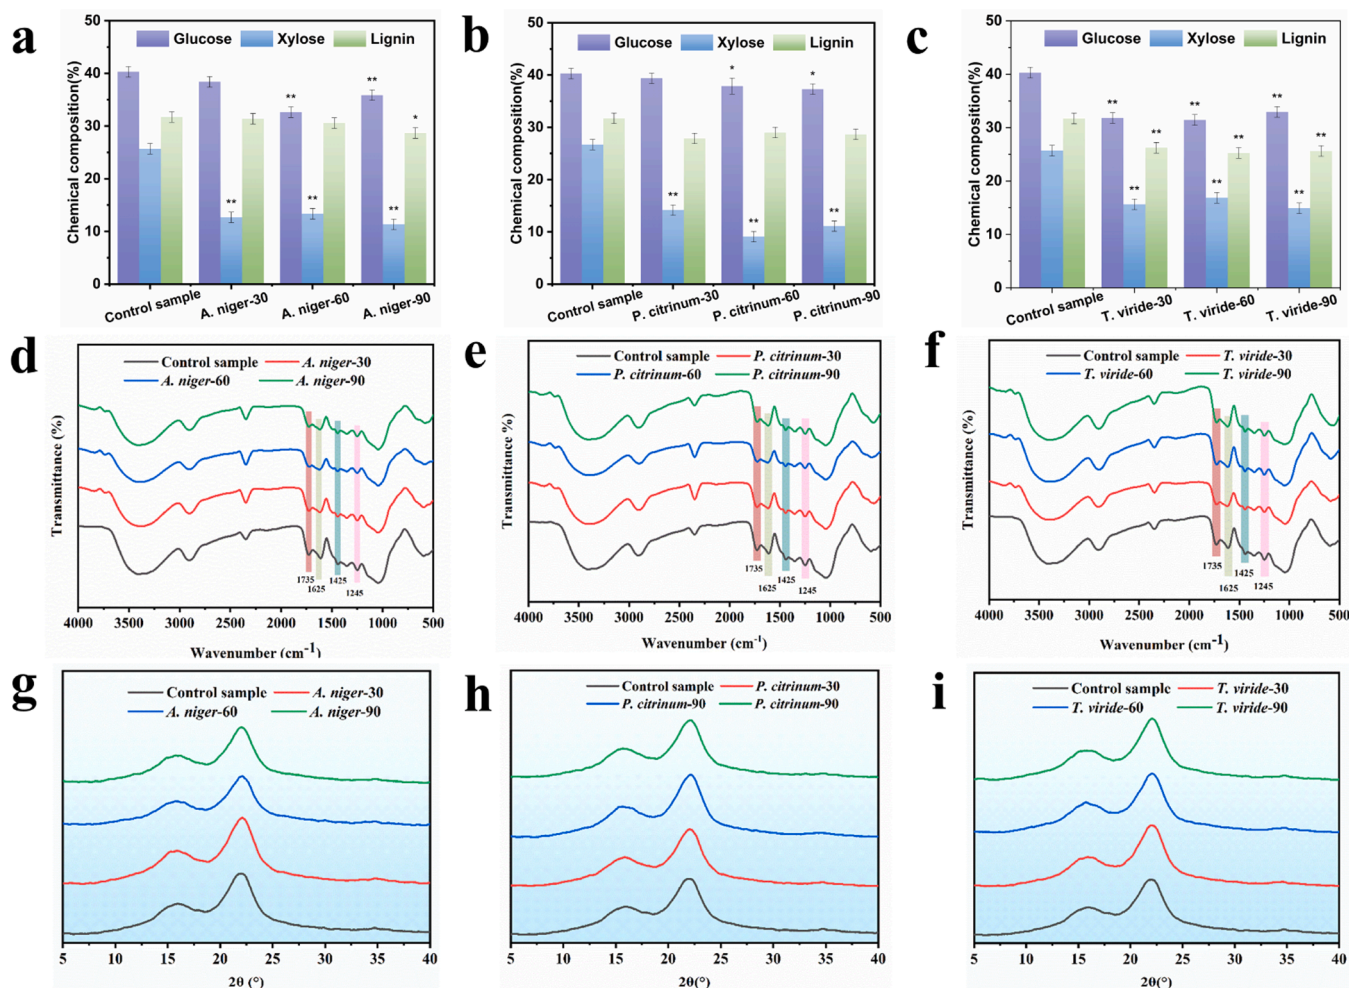 a
Chemical composition(%)
50
40
30
20
10
0
Glucose Xylose Lignin
** ** ** ** ** *
Control sample A. niger-30 A. niger-60 A. niger-90
b
Chemical composition(%)
50
40
30
20
10
0
Glucose Xylose Lignin
** * ** * **
Control sample P. citrinum-30 P. citrinum-60 P. citrinum-90
c
Chemical composition(%)
50
40
30
20
10
0
Glucose Xylose Lignin
** ** ** ** ** ** ** ** **
Control sample T. viride-30 T. viride-60 T. viride-90
d
Transmittance (%)
Control sample A. niger-30
A. niger-60 A. niger-90
1735 1625 1425 1245
4000 3500 3000 2500 2000 1500 1000 500
Wavenumber (cm-1)
e
Transmittance %)
Control sample P. citrinum-30
P. citrinum-60 P. citrinum-90
1735 1625 1425 1245
4000 3500 3000 2500 2000 1500 1000 500
Wavenumber (cm-1)
f
Transmittance (%)
Control sample T. viride-30
T. viride-60 T. viride-90
1735 1625 1425 1245
4000 3500 3000 2500 2000 1500 1000 500
Wavenumber (cm-1)
g
Control sample A. niger-30
A. niger-60 A. niger-90
5 10 15 20 25 30 35 40
2θ (°)
h
Control sample P. citrinum-30
P. citrinum-90 P. citrinum-90
5 10 15 20 25 30 35 40
2θ(°)
i
Control sample T. viride-30
T. viride-60 T. viride-90
5 10 15 20 25 30 35 40
2θ(°)